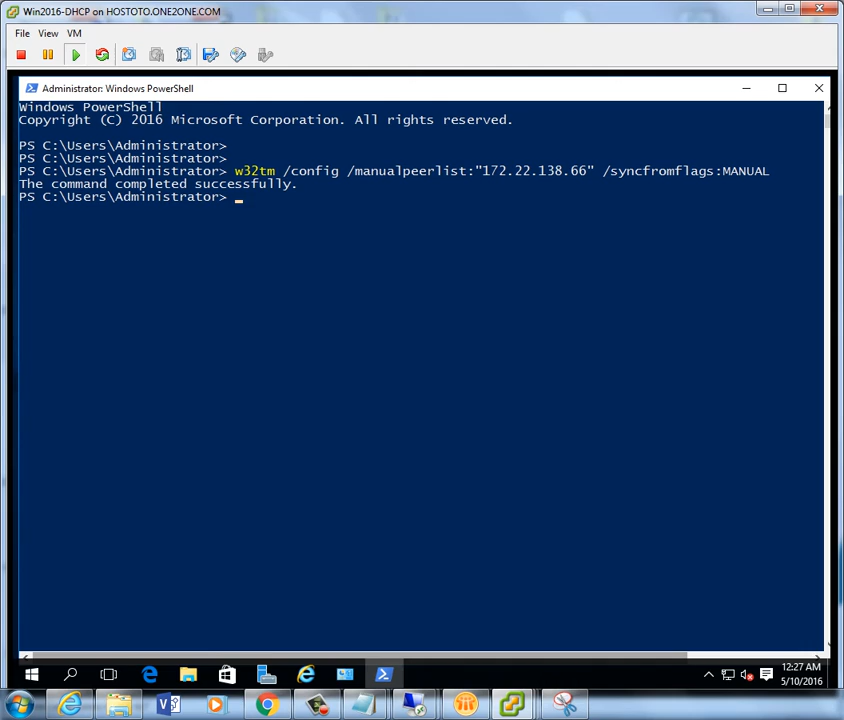 Win2016-DHCP on HOSTOTO.ONE2ONE.COM
File View VM
Administrator: Windows PowerShell
Windows PowerShell
Copyright (C) 2016 Microsoft Corporation. All rights reserved.
PS C:\Users\Administrator>
PS C:\Users\Administrator>
PS C:\Users\Administrator> w32tm /config /manualpeerlist:"172.22.138.66" /syncfromflags:MANUAL
The command completed successfully.
PS C:\Users\Administrator> _
12:27 AM
5/10/2016